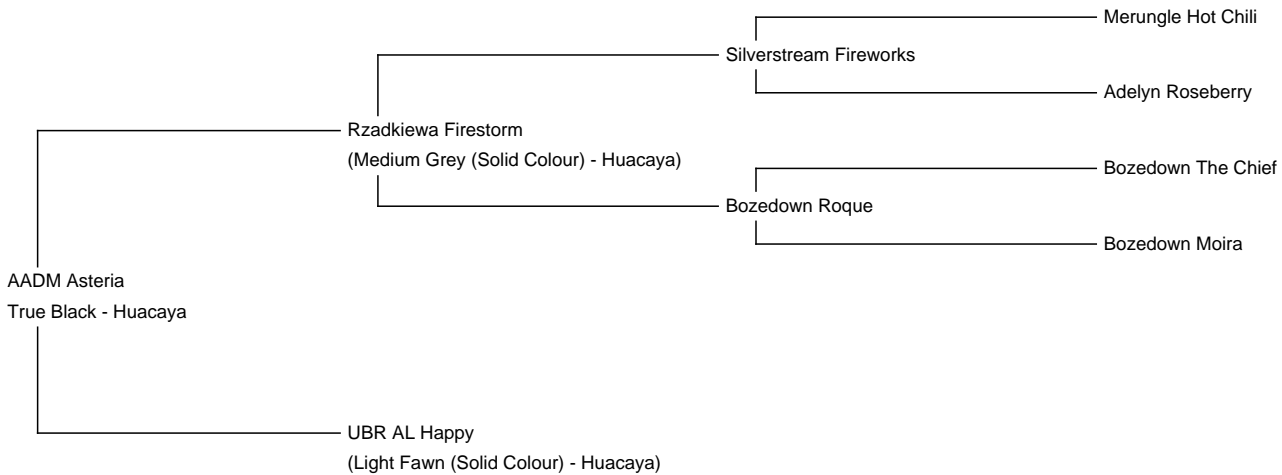 Merungle Hot Chili
Silverstream Fireworks
Adelyn Roseberry
Rzadkiewa Firestorm
(Medium Grey (Solid Colour) - Huacaya)
Bozedown The Chief
Bozedown Roque
Bozedown Moira
AADM Asteria
True Black - Huacaya
UBR AL Happy
(Light Fawn (Solid Colour) - Huacaya)